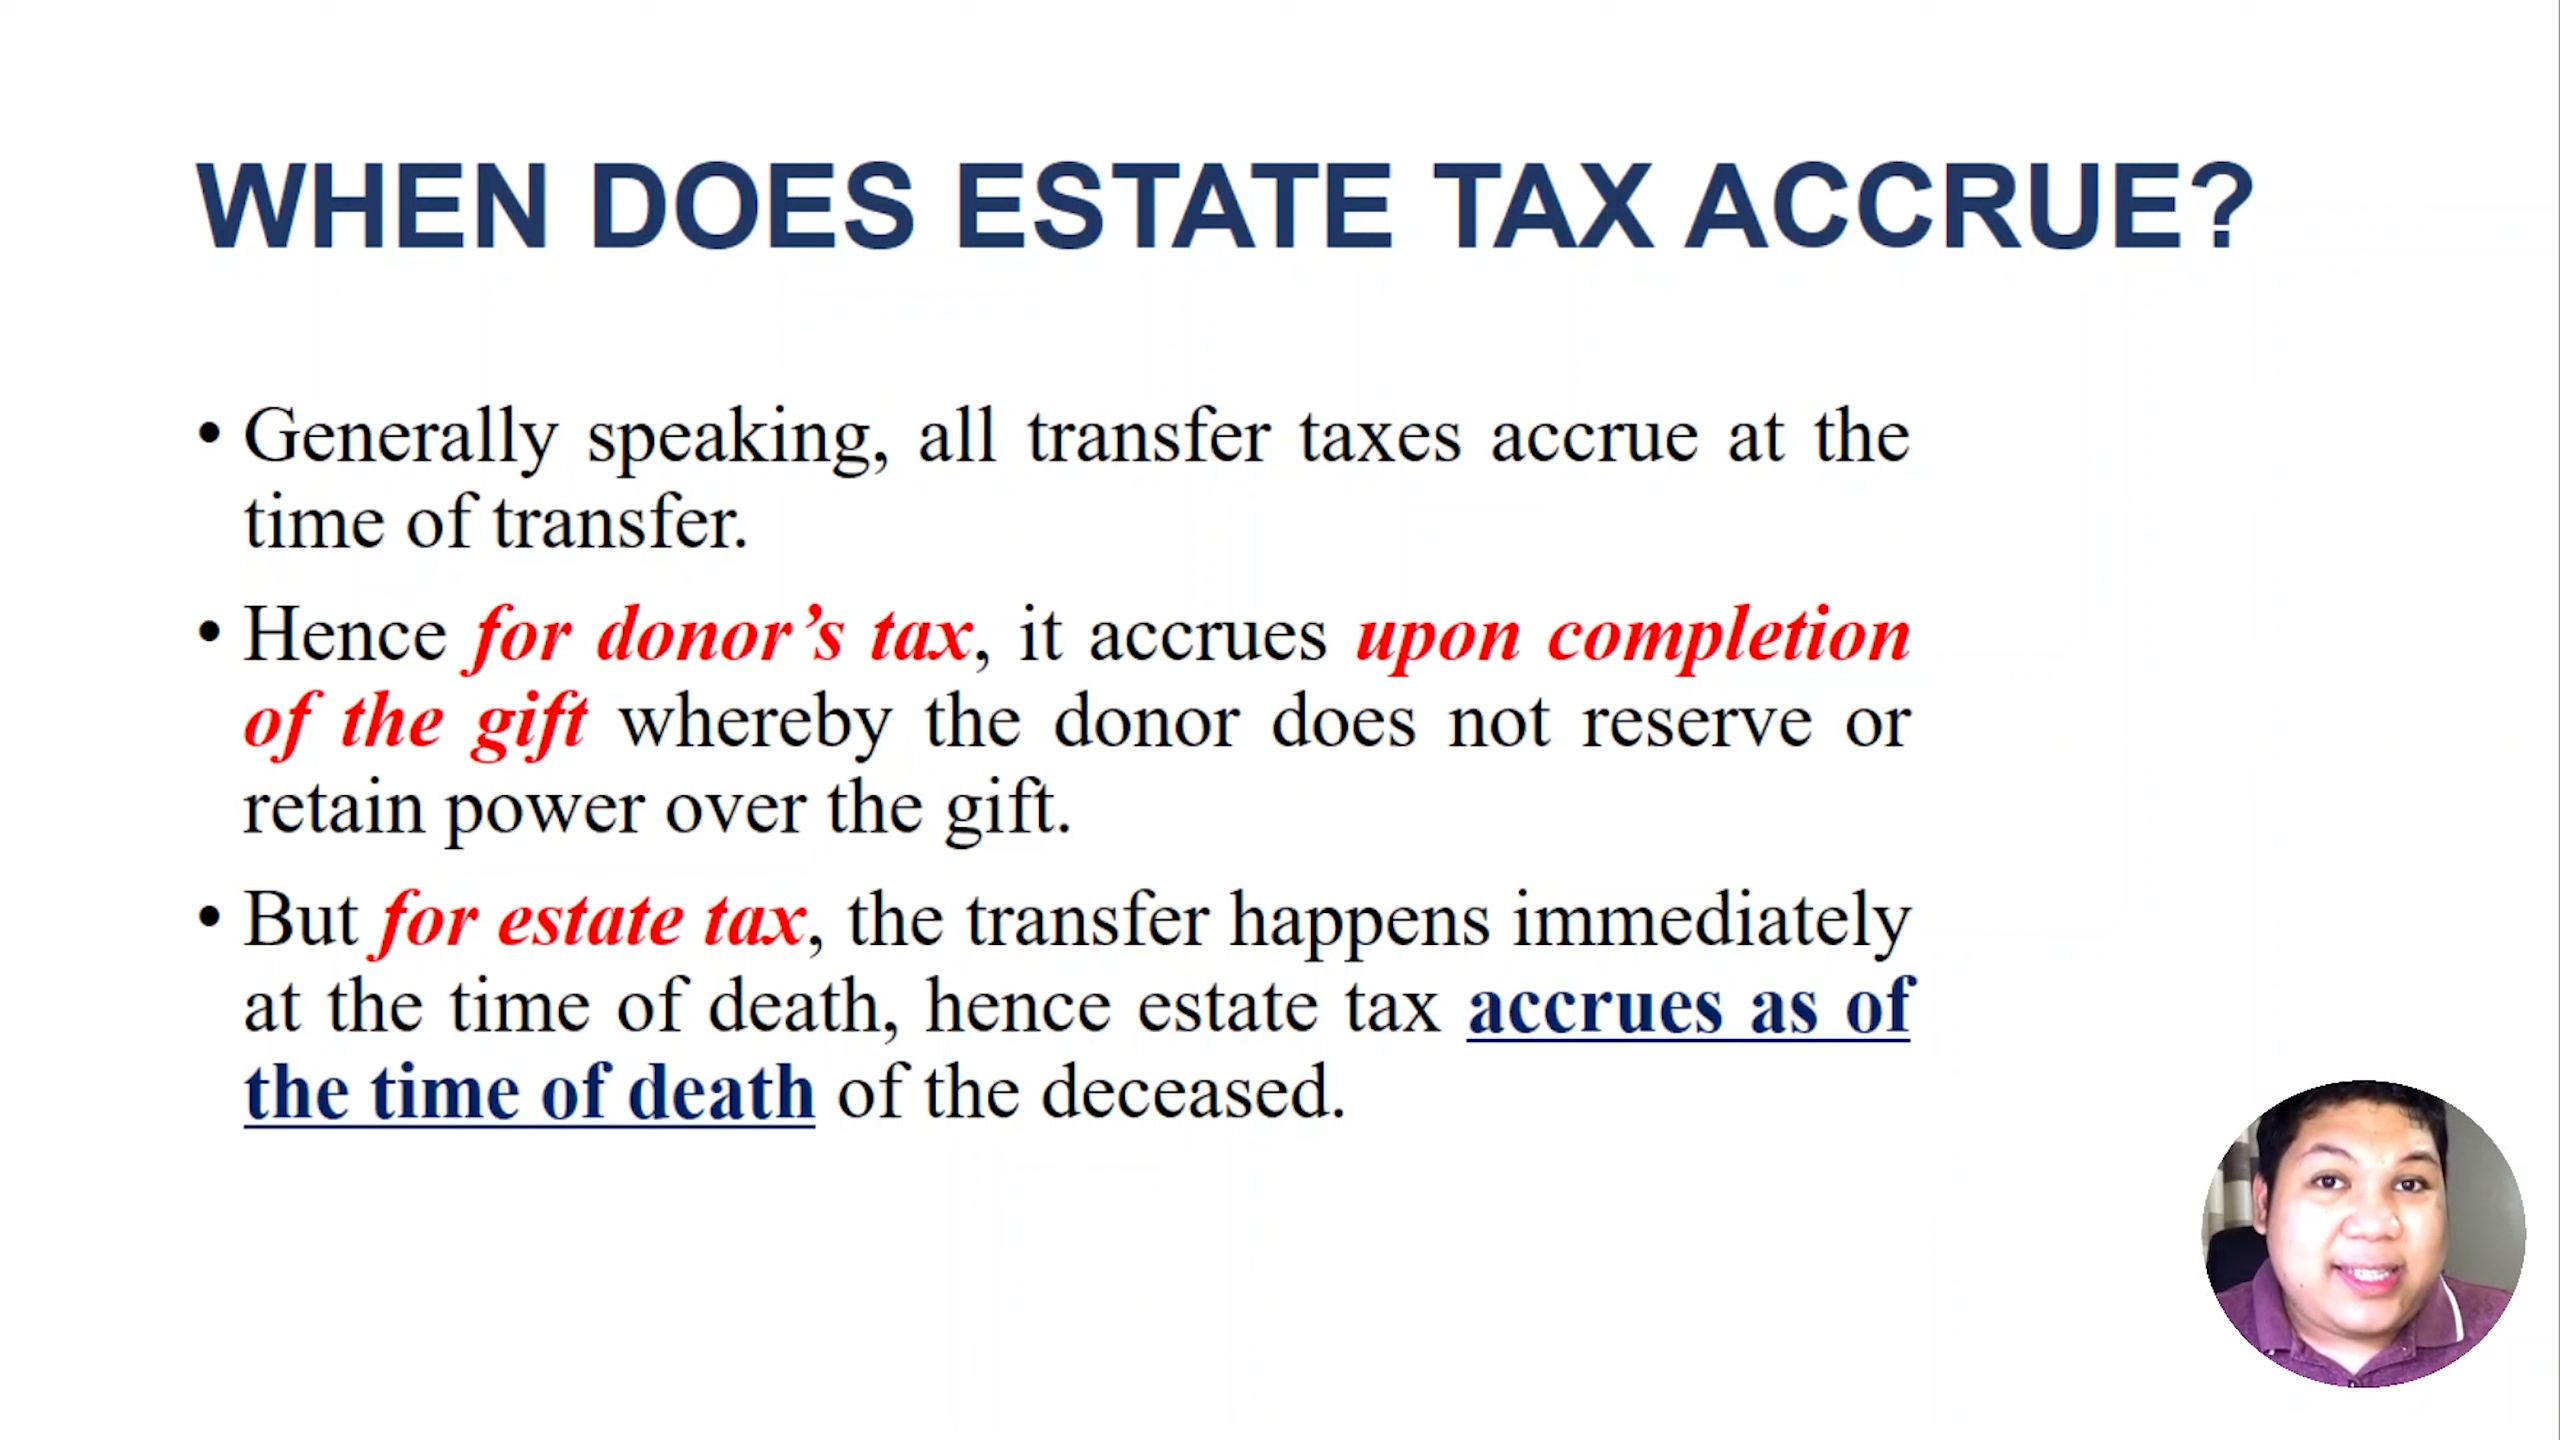 WHEN DOES ESTATE TAX ACCRUE?
• Generally speaking, all transfer taxes accrue at the
time of transfer.
• Hence for donor’s tax, it accrues upon completion
of the gift whereby the donor does not reserve or
retain power over the gift.
• But for estate tax, the transfer happens immediately
at the time of death, hence estate tax accrues as of
the time of death of the deceased.